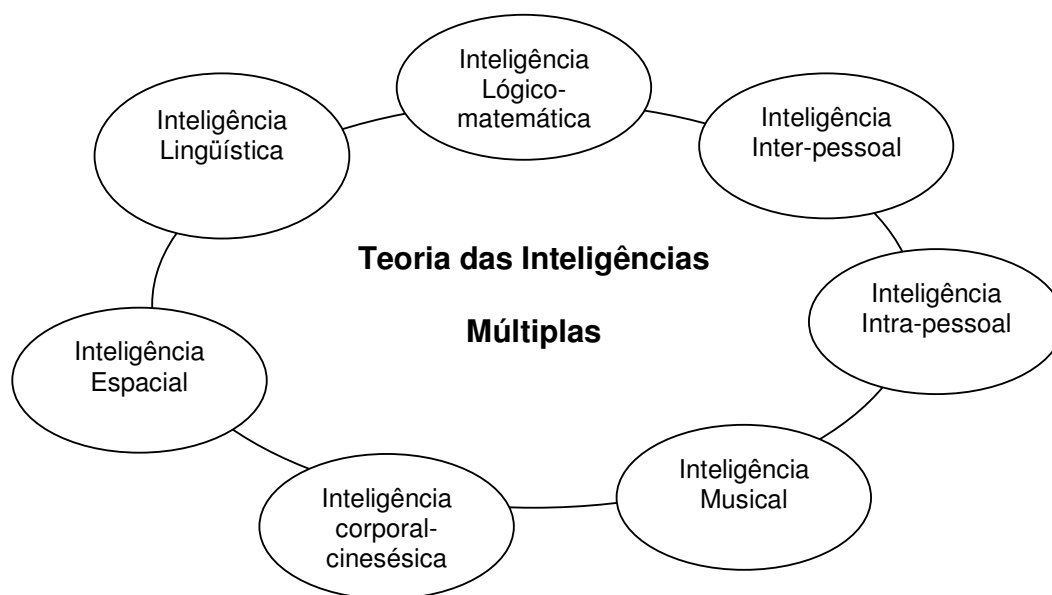 Inteligência
Lógico-
matemática
Inteligência
Lingüística
Inteligência
Inter-pessoal
Teoria das Inteligências
Múltiplas
Inteligência
Intra-pessoal
Inteligência
Espacial
Inteligência
Musical
Inteligência
corporal-
cinesésica